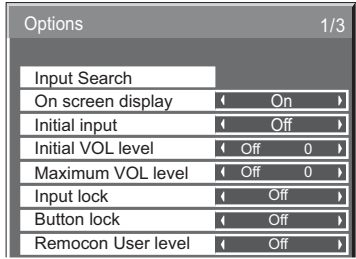 Options 1/3
Input Search
On screen display On
Initial input Off
Initial VOL level Off 0
Maximum VOL level Off 0
Input lock Off
Button lock Off
Remocon User level Off